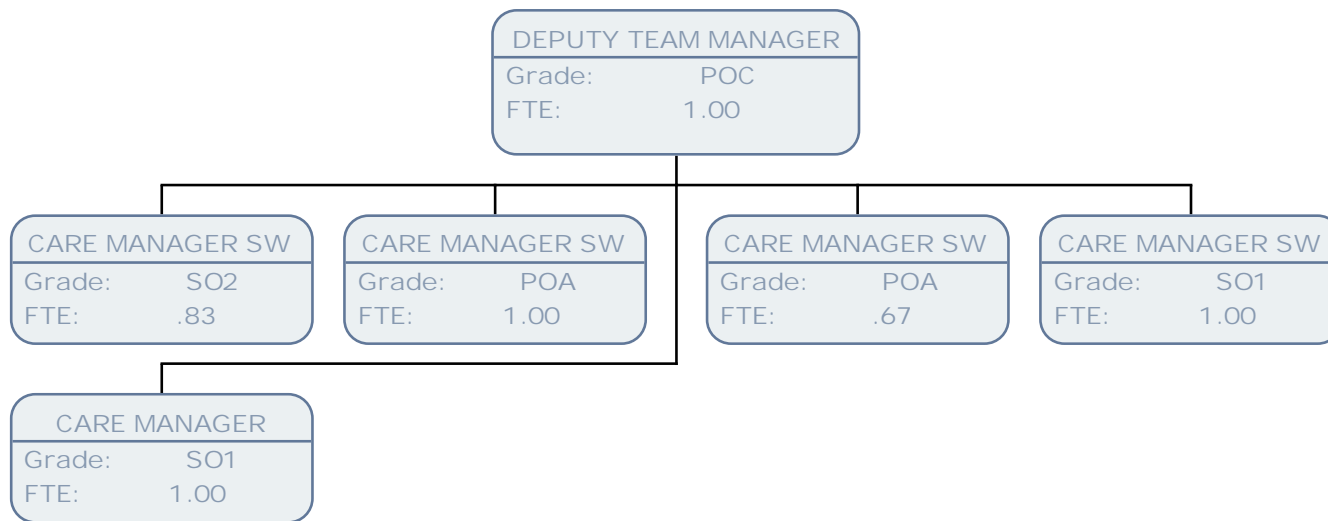 DEPUTY TEAM MANAGER
Grade: POC
FTE: 1.00
CARE MANAGER SW
Grade: SO2
FTE: .83
CARE MANAGER SW
Grade: POA
FTE: 1.00
CARE MANAGER SW
Grade: POA
FTE: .67
CARE MANAGER SW
Grade: SO1
FTE: 1.00
CARE MANAGER
Grade: SO1
FTE: 1.00